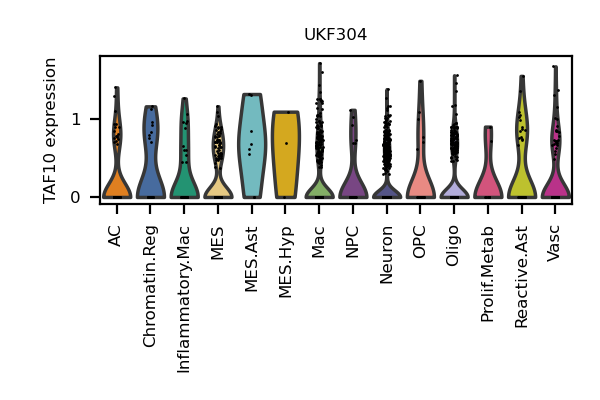 UKF304
TAF10 expression
1
0
AC
Chromatin.Reg
Inflammatory.Mac
MES
MES.Ast
MES.Hyp
Mac
NPC
Neuron
OPC
Oligo
Prolif.Metab
Reactive.Ast
Vasc